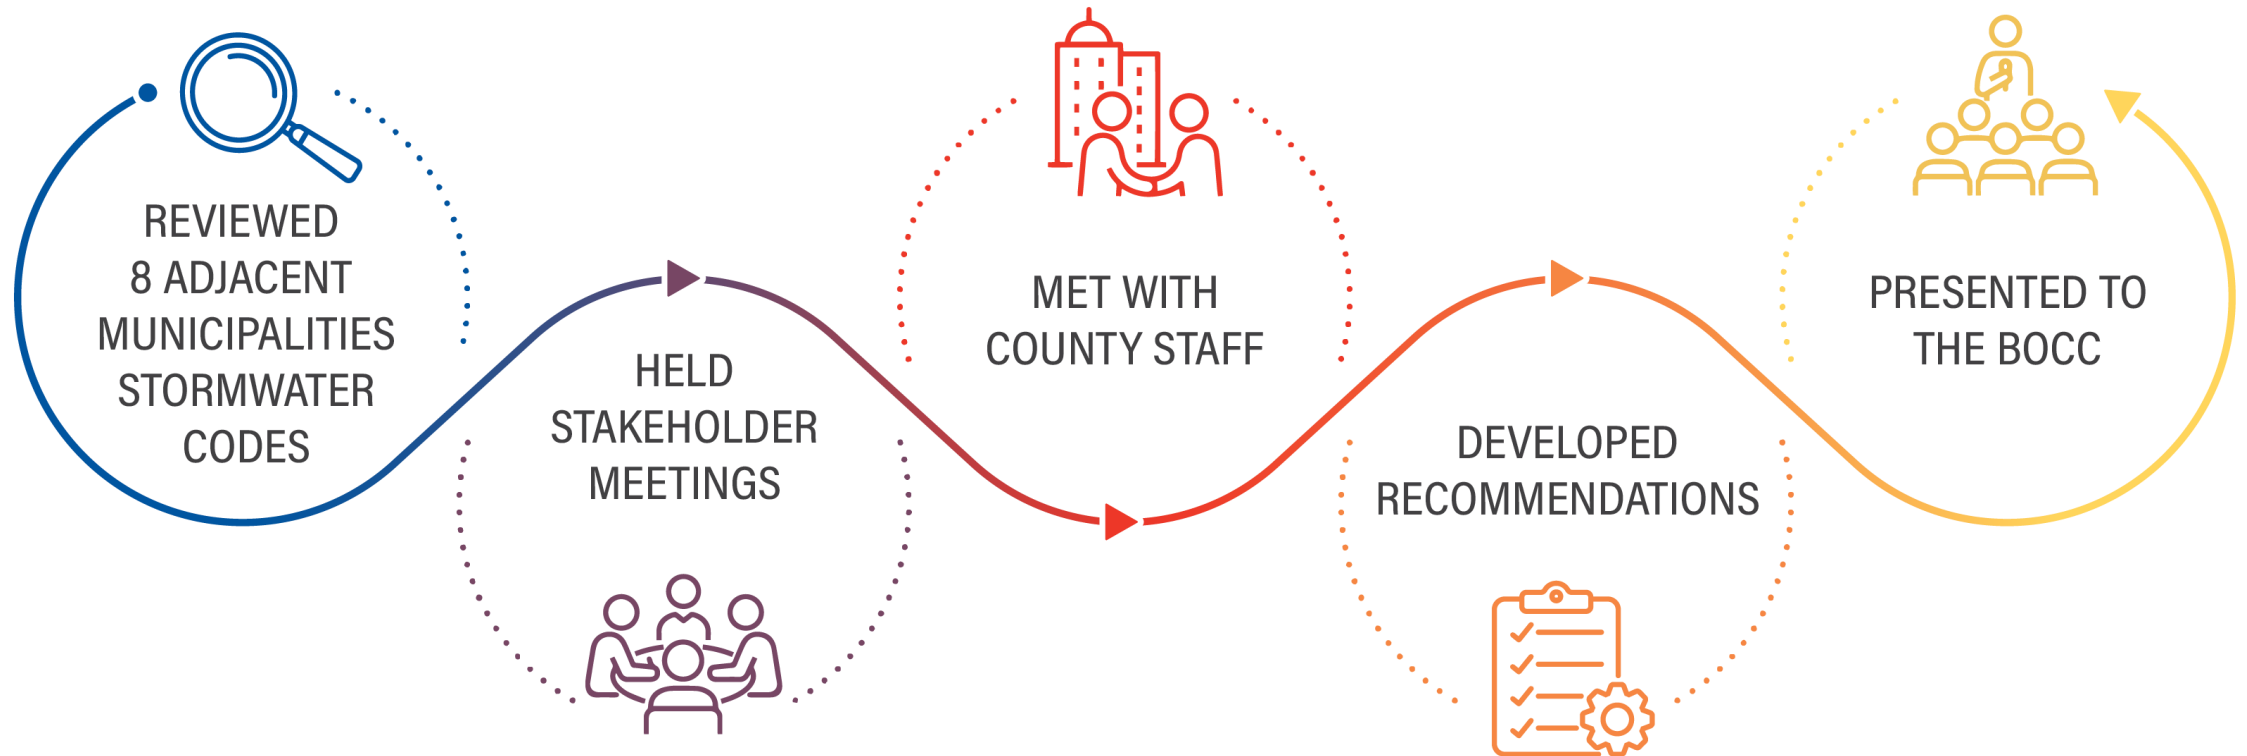 REVIEWED
8 ADJACENT
MUNICIPALITIES
STORMWATER
CODES
HELD
STAKEHOLDER
MEETINGS
MET WITH
COUNTY STAFF
DEVELOPED
RECOMMENDATIONS
PRESENTED TO
THE BOCC